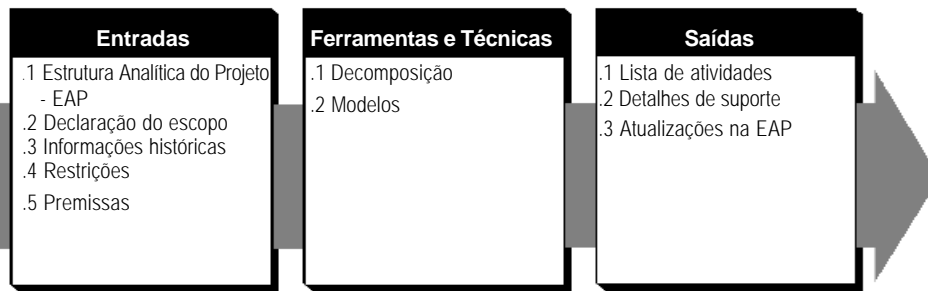 Entradas
.1 Estrutura Analítica do Projeto
- EAP
.2 Declaração do escopo
.3 Informações históricas
.4 Restrições
.5 Premissas
Ferramentas e Técnicas
.1 Decomposição
.2 Modelos
Saídas
.1 Lista de atividades
.2 Detalhes de suporte
.3 Atualizações na EAP